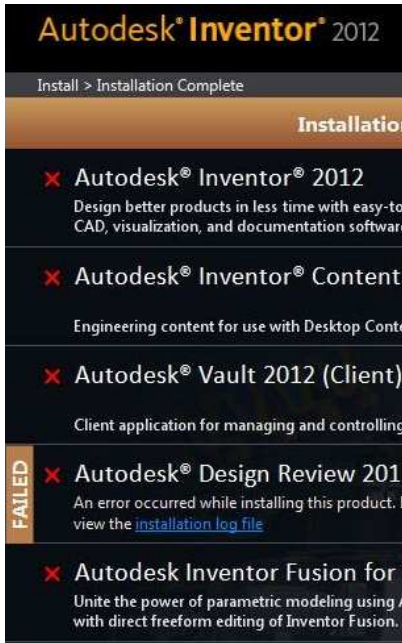 Autodesk® Inventor® 2012
Install > Installation Complete
Installatio
Autodesk® Inventor® 2012
Design better products in less time with easy-to
CAD, visualization, and documentation software
Autodesk® Inventor® Content
Engineering content for use with Desktop Conte
Autodesk® Vault 2012 (Client)
Client application for managing and controlling
FAILED
Autodesk® Design Review 201
An error occurred while installing this product.
view the installation log file
Autodesk Inventor Fusion for
Unite the power of parametric modeling using A
with direct freeform editing of Inventor Fusion.